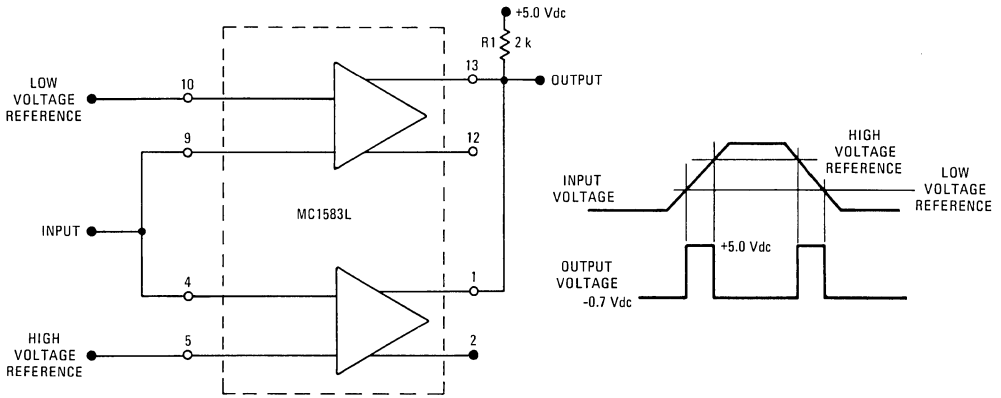 +5.0 Vdc
R1
2 k
13
OUTPUT
LOW
VOLTAGE
REFERENCE
10
9
12
MC1583L
INPUT
4
1
HIGH
VOLTAGE
REFERENCE
5
2
INPUT
VOLTAGE
HIGH
VOLTAGE
REFERENCE
LOW
VOLTAGE
REFERENCE
+5.0 Vdc
OUTPUT
VOLTAGE
-0.7 Vdc